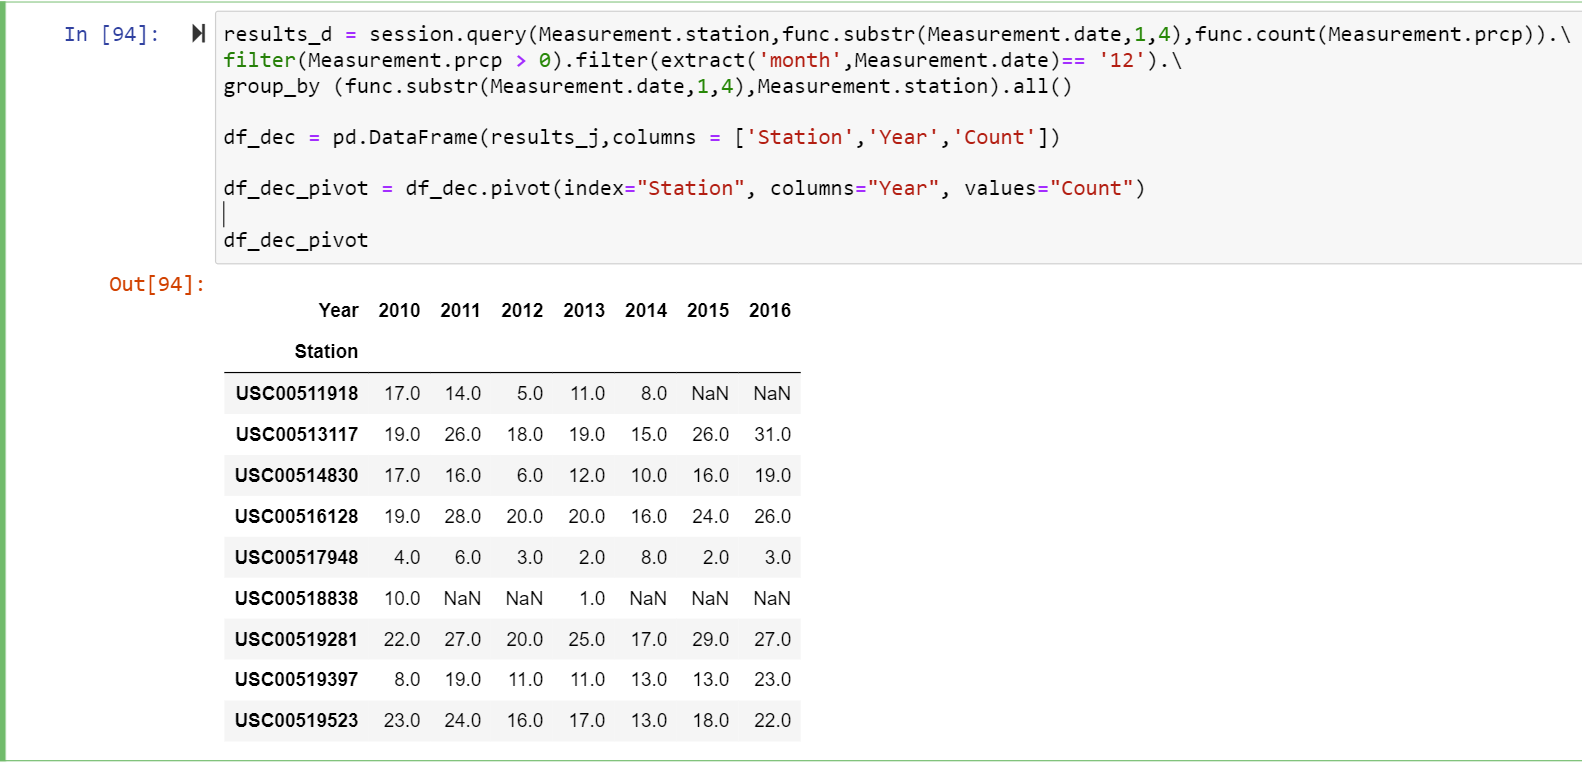 In [94]:
results_d = session.query(Measurement.station,func.substr(Measurement.date,1,4),func.count(Measurement.prcp)).\
filter(Measurement.prcp > 0).filter(extract('month',Measurement.date)== '12').\
group_by (func.substr(Measurement.date,1,4),Measurement.station).all()
df_dec = pd.DataFrame(results_j,columns = ['Station','Year','Count'])
df_dec_pivot = df_dec.pivot(index="Station", columns="Year", values="Count")
df_dec_pivot
Out[94]:
Year 2010 2011 2012 2013 2014 2015 2016
Station
USC00511918 17.0 14.0 5.0 11.0 8.0 NaN NaN
USC00513117 19.0 26.0 18.0 19.0 15.0 26.0 31.0
USC00514830 17.0 16.0 6.0 12.0 10.0 16.0 19.0
USC00516128 19.0 28.0 20.0 20.0 16.0 24.0 26.0
USC00517948 4.0 6.0 3.0 2.0 8.0 2.0 3.0
USC00518838 10.0 NaN NaN 1.0 NaN NaN NaN
USC00519281 22.0 27.0 20.0 25.0 17.0 29.0 27.0
USC00519397 8.0 19.0 11.0 11.0 13.0 13.0 23.0
USC00519523 23.0 24.0 16.0 17.0 13.0 18.0 22.0